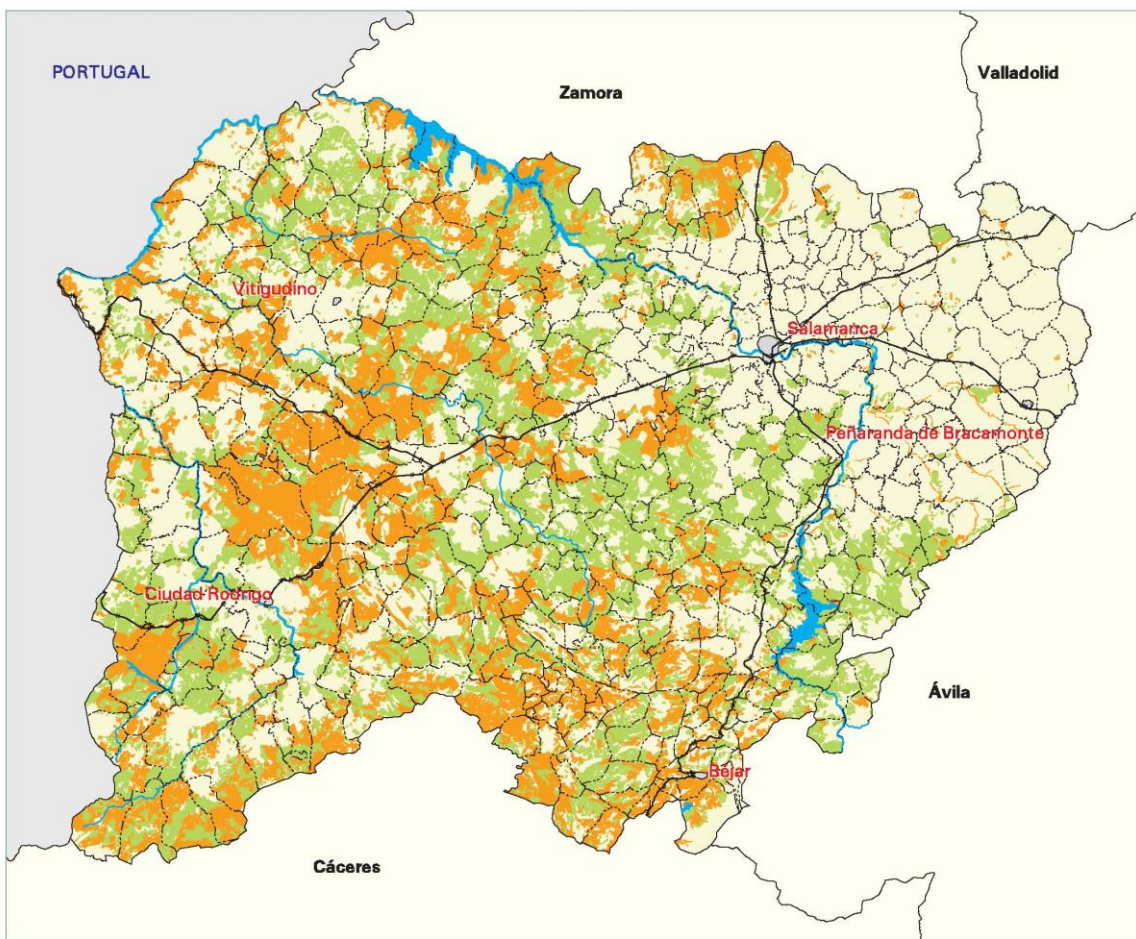 PORTUGAL
Valladolid
Zamora
Vitigudino
Salamanca
Peñaranda de Bracamonte
Ciudad Rodrigo
Ávila
Béjar
Cáceres